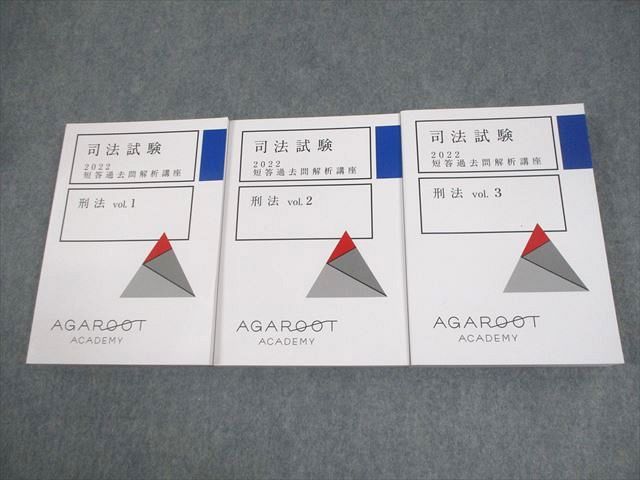 司法試験
2022
短答過去問解析講座
刑法 vol. 1
AGAROOT
ACADEMY
司法試験
2022
短答過去問解析講座
刑法 vol. 2
AGAROOT
ACADEMY
司法試験
2022
短答過去問解析講座
刑法 vol. 3
AGAROOT
ACADEMY